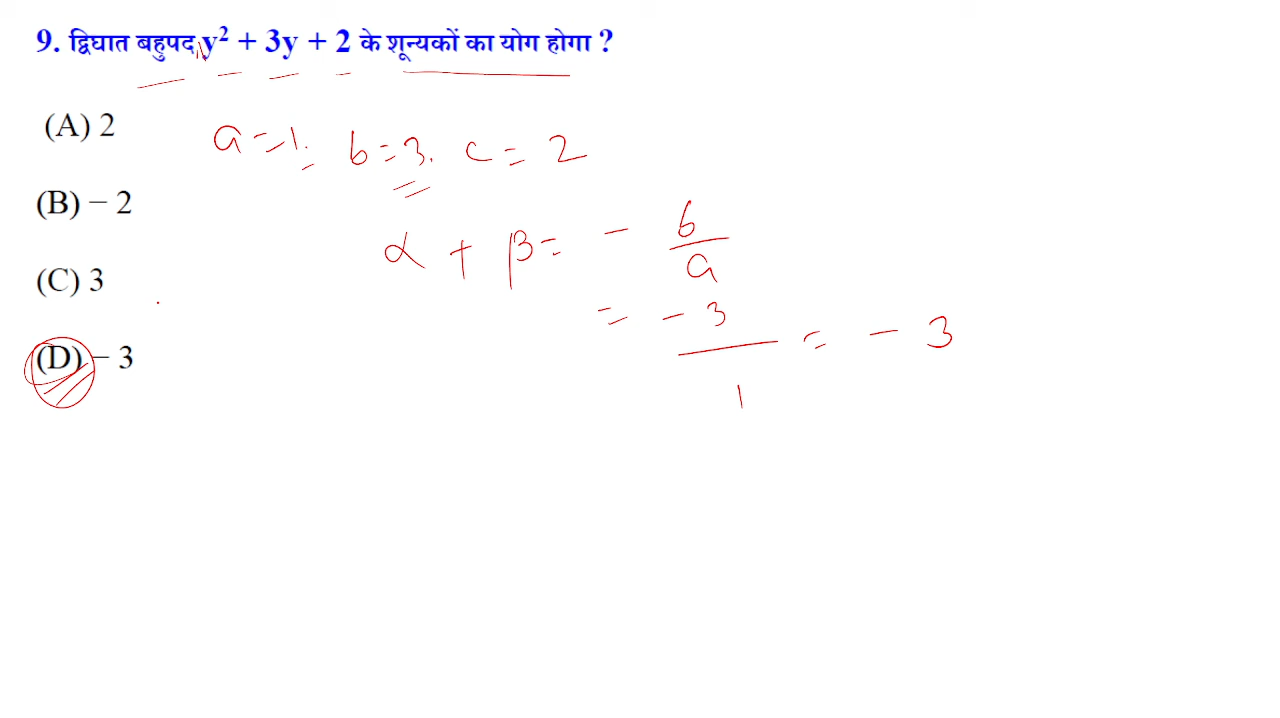 9. द्विघात बहुपद y² + 3y + 2 के शून्यकों का योग होगा ?
(A) 2
a = 1. b = 3. c = 2
(B) – 2
α + β = - b/a
(C) 3
= - 3/1 = - 3
(D) – 3